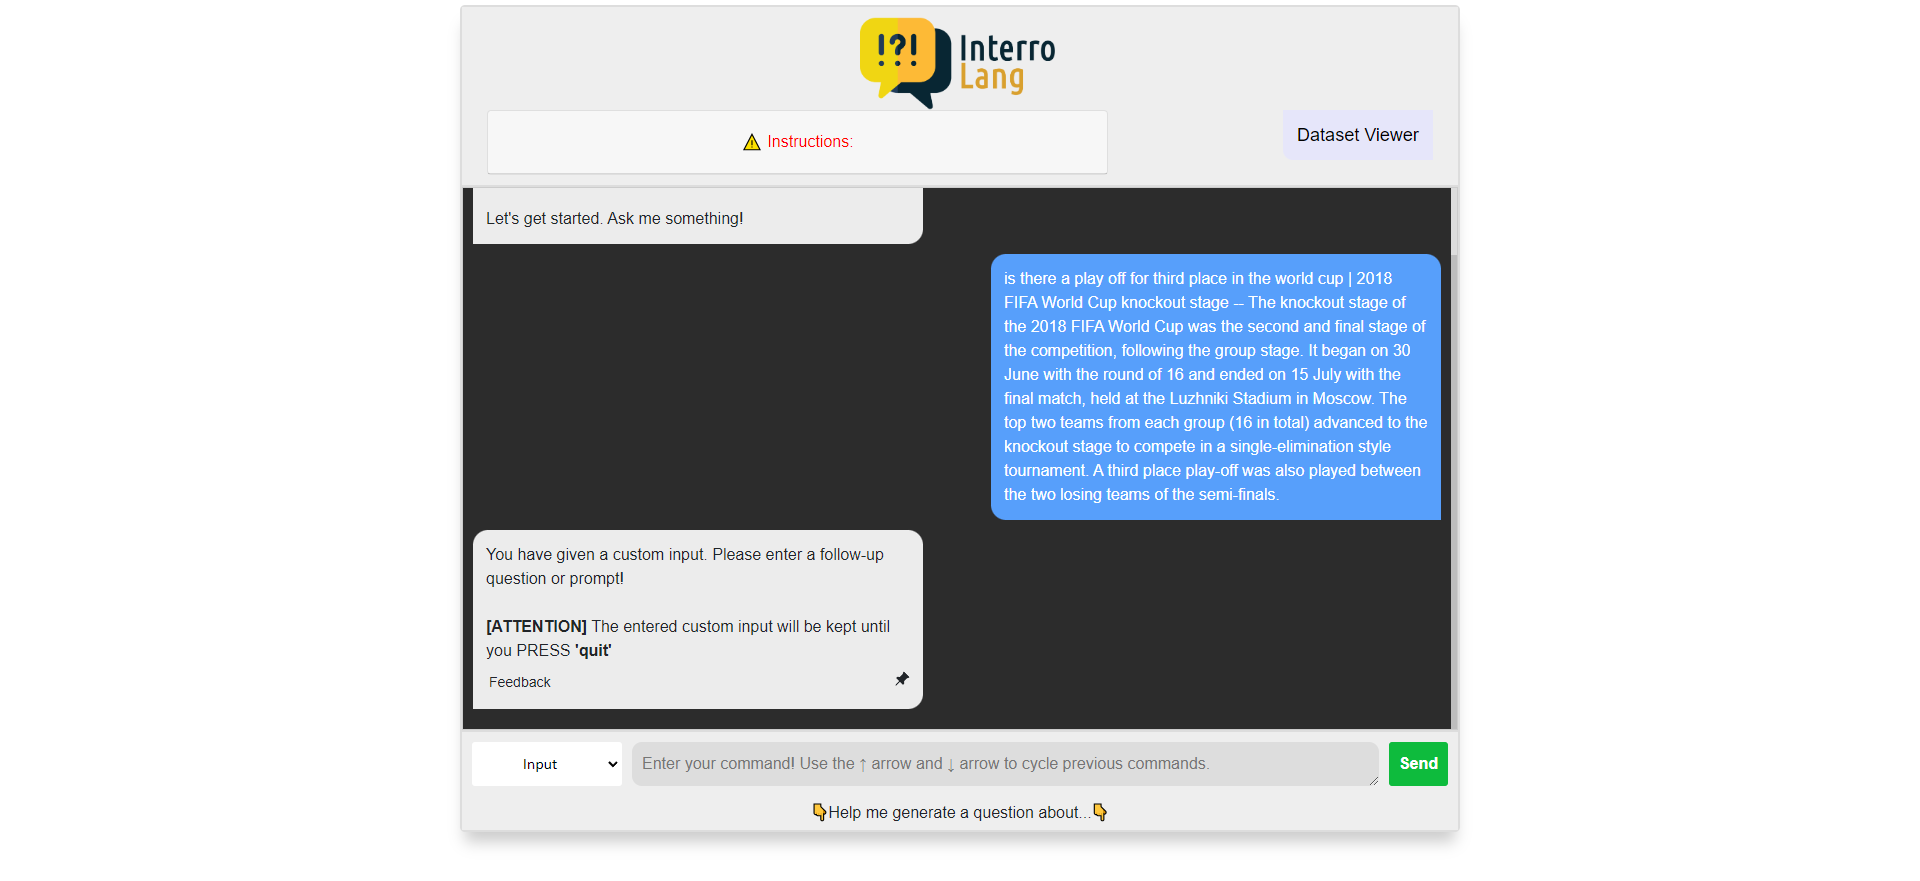 !?!
Interro
Lang
Instructions:
Dataset Viewer
Let's get started. Ask me something!
is there a play off for third place in the world cup | 2018
FIFA World Cup knockout stage -- The knockout stage of
the 2018 FIFA World Cup was the second and final stage of
the competition, following the group stage. It began on 30
June with the round of 16 and ended on 15 July with the
final match, held at the Luzhniki Stadium in Moscow. The
top two teams from each group (16 in total) advanced to the
knockout stage to compete in a single-elimination style
tournament. A third place play-off was also played between
the two losing teams of the semi-finals.
You have given a custom input. Please enter a follow-up
question or prompt!
[ATTENTION] The entered custom input will be kept until
you PRESS 'quit'
Feedback
Input
Enter your command! Use the ↑ arrow and ↓ arrow to cycle previous commands.
Send
👇Help me generate a question about...👇